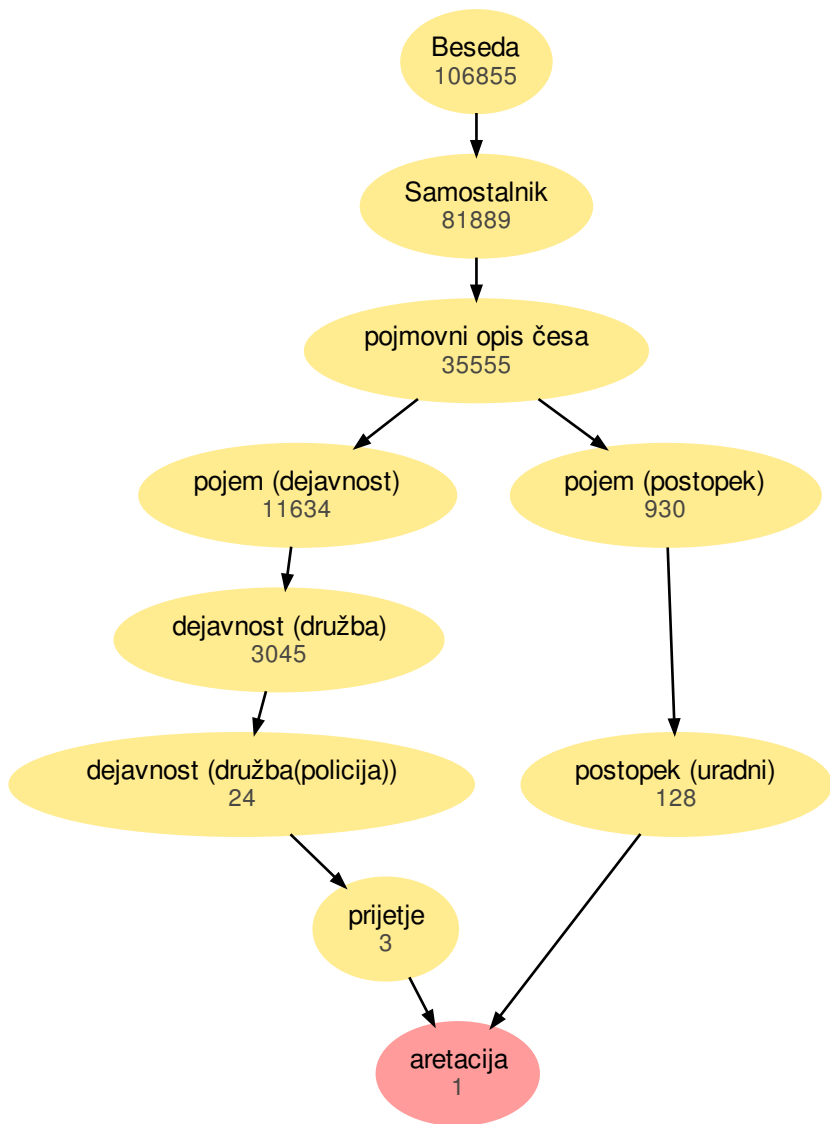 Beseda
106855
Samostalnik
81889
pojmovni opis česa
35555
pojem (dejavnost)
11634
pojem (postopek)
930
dejavnost (družba)
3045
dejavnost (družba(policija))
24
postopek (uradni)
128
prijetje
3
aretacija
1